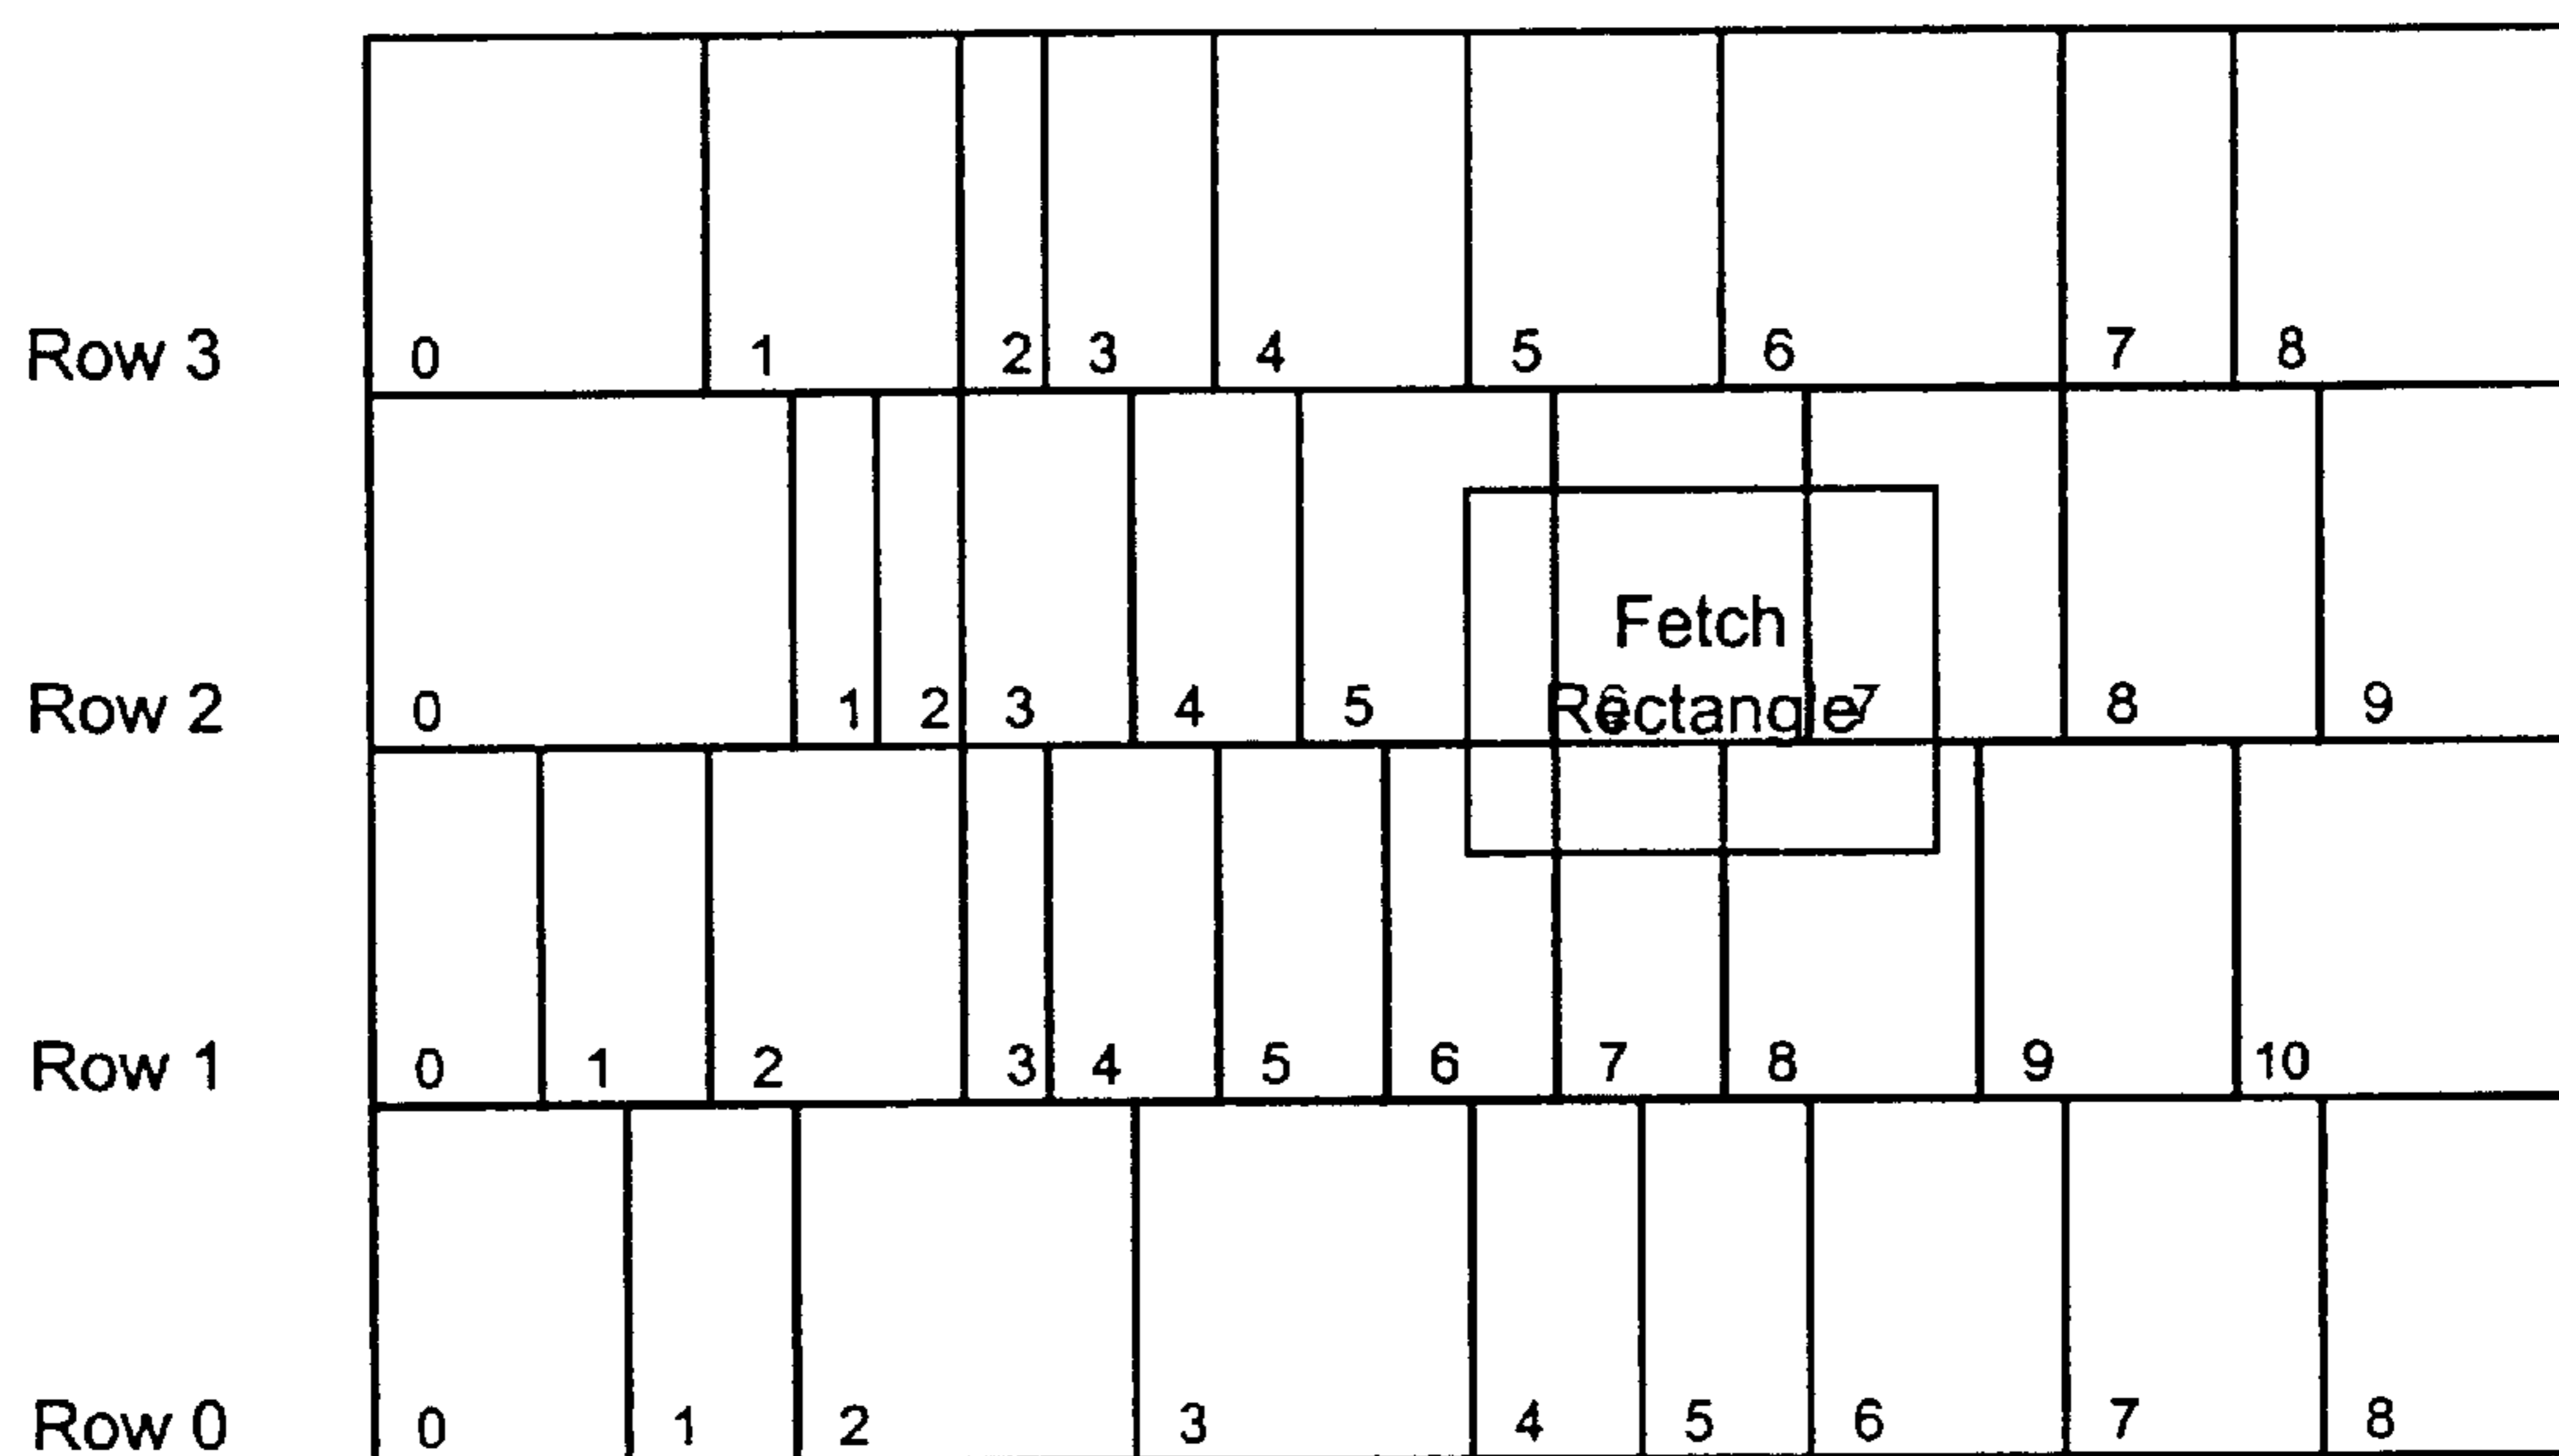 Row 3 0 1 2 3 4 5 6 7 8
Fetch
Rectangle
Row 2 0 1 2 3 4 5 6 7 8 9
Row 1 0 1 2 3 4 5 6 7 8 9 10
Row 0 0 1 2 3 4 5 6 7 8